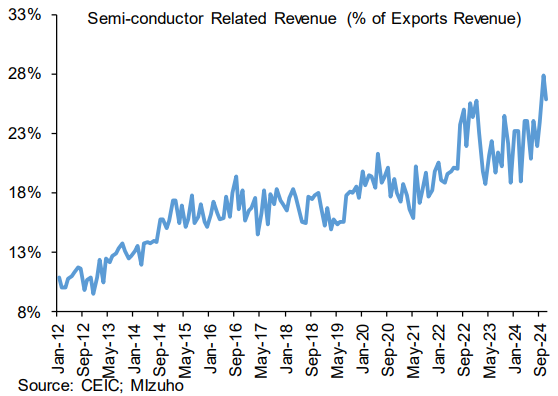 Semi-conductor Related Revenue (% of Exports Revenue)
33%
28%
23%
18%
13%
8%
Jan-12
Sep-12
May-13
Jan-14
Sep-14
May-15
Jan-16
Sep-16
May-17
Jan-18
Sep-18
May-19
Jan-20
Sep-20
May-21
Jan-22
Sep-22
May-23
Jan-24
Sep-24
Source: CEIC; MIzuho